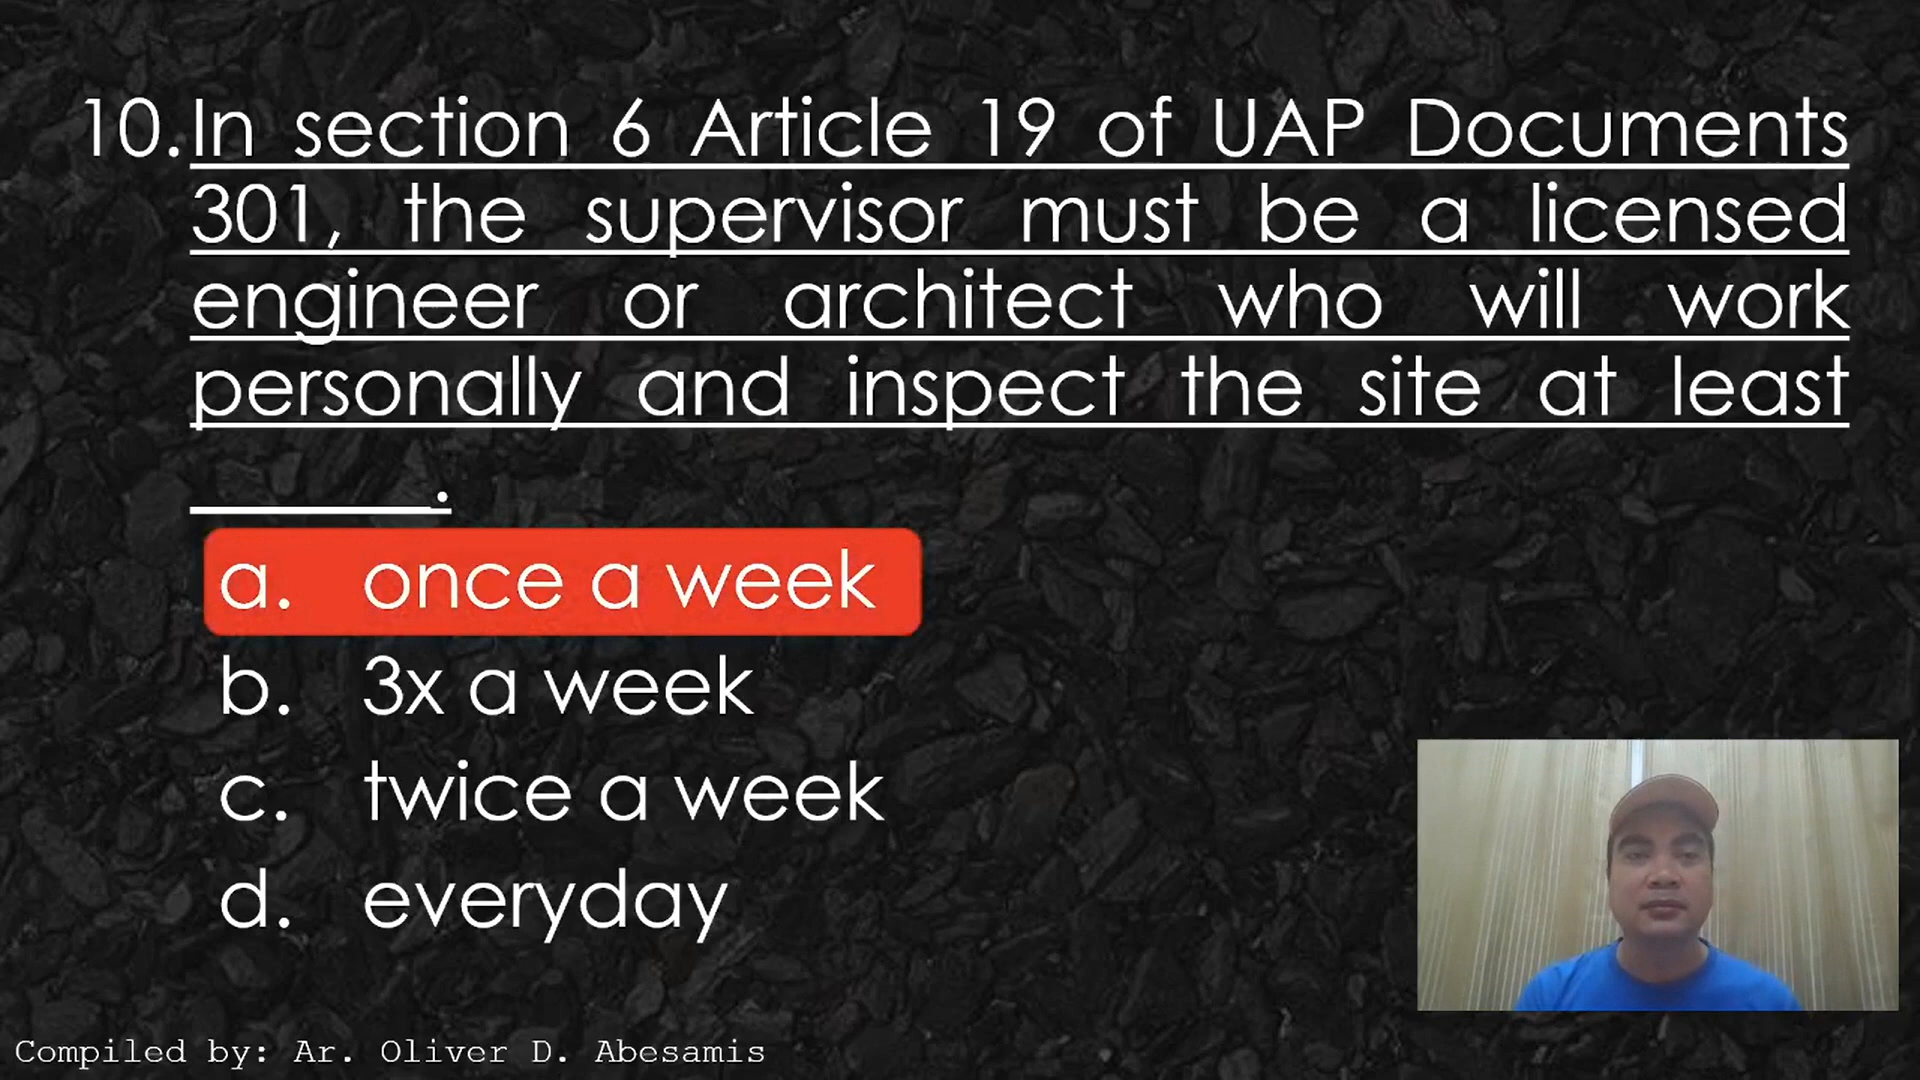 10. In section 6 Article 19 of UAP Documents
301, the supervisor must be a licensed
engineer or architect who will work
personally and inspect the site at least
________.
a. once a week
b. 3x a week
c. twice a week
d. everyday
Compiled by: Ar. Oliver D. Abesamis